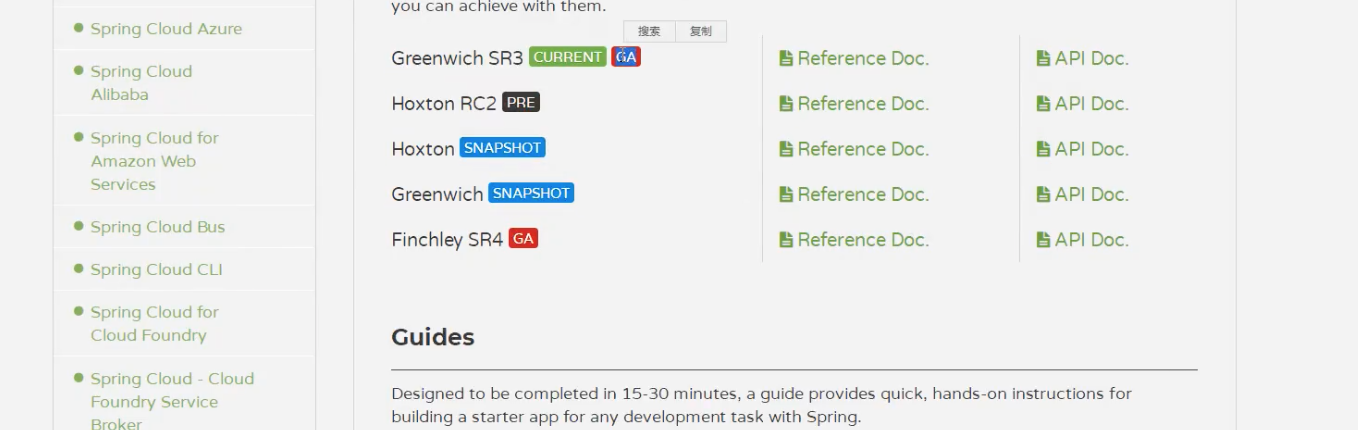 you can achieve with them.
搜索 复制
Greenwich SR3 CURRENT GA Reference Doc. API Doc.
Hoxton RC2 PRE Reference Doc. API Doc.
Hoxton SNAPSHOT Reference Doc. API Doc.
Greenwich SNAPSHOT Reference Doc. API Doc.
Finchley SR4 GA Reference Doc. API Doc.
Guides
Designed to be completed in 15-30 minutes, a guide provides quick, hands-on instructions for
building a starter app for any development task with Spring.
Spring Cloud Azure
Spring Cloud
Alibaba
Spring Cloud for
Amazon Web
Services
Spring Cloud Bus
Spring Cloud CLI
Spring Cloud for
Cloud Foundry
Spring Cloud - Cloud
Foundry Service
Broker